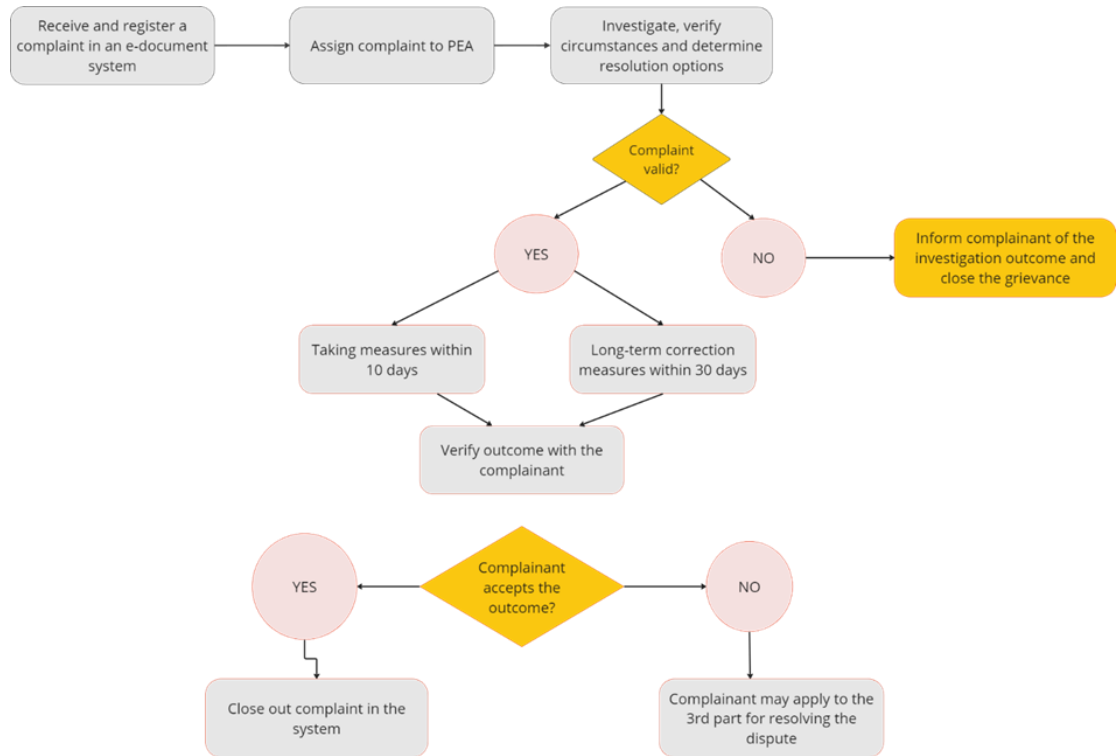 Receive and register a
complaint in an e-document
system
Assign complaint to PEA
Investigate, verify
circumstances and determine
resolution options
Complaint
valid?
YES
NO
Inform complainant of the
investigation outcome and
close the grievance
Taking measures within
10 days
Long-term correction
measures within 30 days
Verify outcome with the
complainant
YES
Complainant
accepts the
outcome?
NO
Close out complaint in the
system
Complainant may apply to the
3rd part for resolving the
dispute